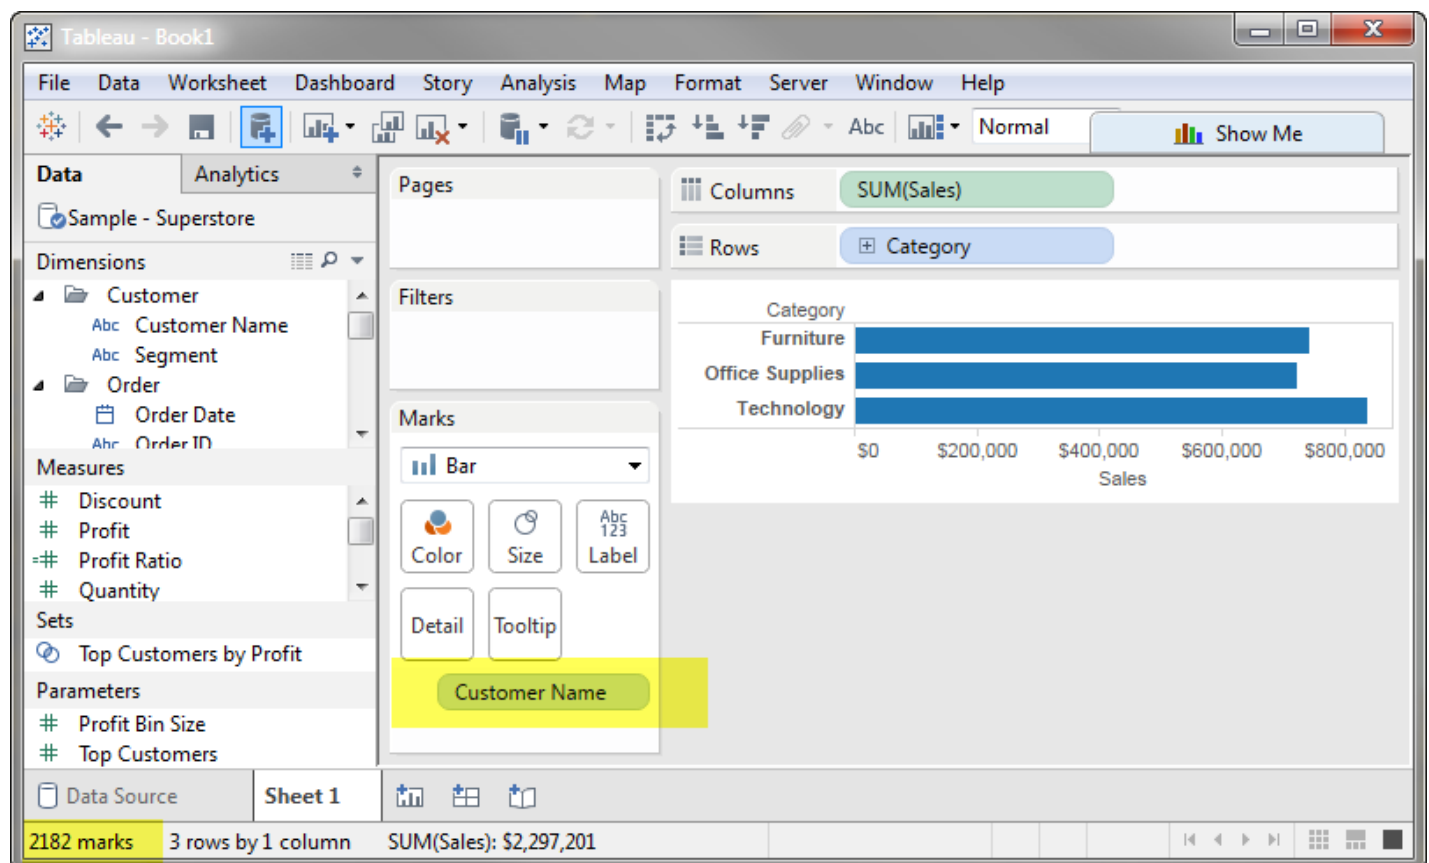 Tableau - Book1
File Data Worksheet Dashboard Story Analysis Map Format Server Window Help
Abc Normal Show Me
Data Analytics
Sample - Superstore
Dimensions
Customer
Abc Customer Name
Abc Segment
Order
Order Date
Abc Order ID
Measures
# Discount
# Profit
=# Profit Ratio
# Quantity
Sets
Top Customers by Profit
Parameters
# Profit Bin Size
# Top Customers
Pages
Filters
Marks
Bar
Color Size Abc 123 Label
Detail Tooltip
Customer Name
Columns SUM(Sales)
Rows Category
Category
Furniture
Office Supplies
Technology
$0 $200,000 $400,000 $600,000 $800,000
Sales
Data Source Sheet 1
2182 marks 3 rows by 1 column SUM(Sales): $2,297,201